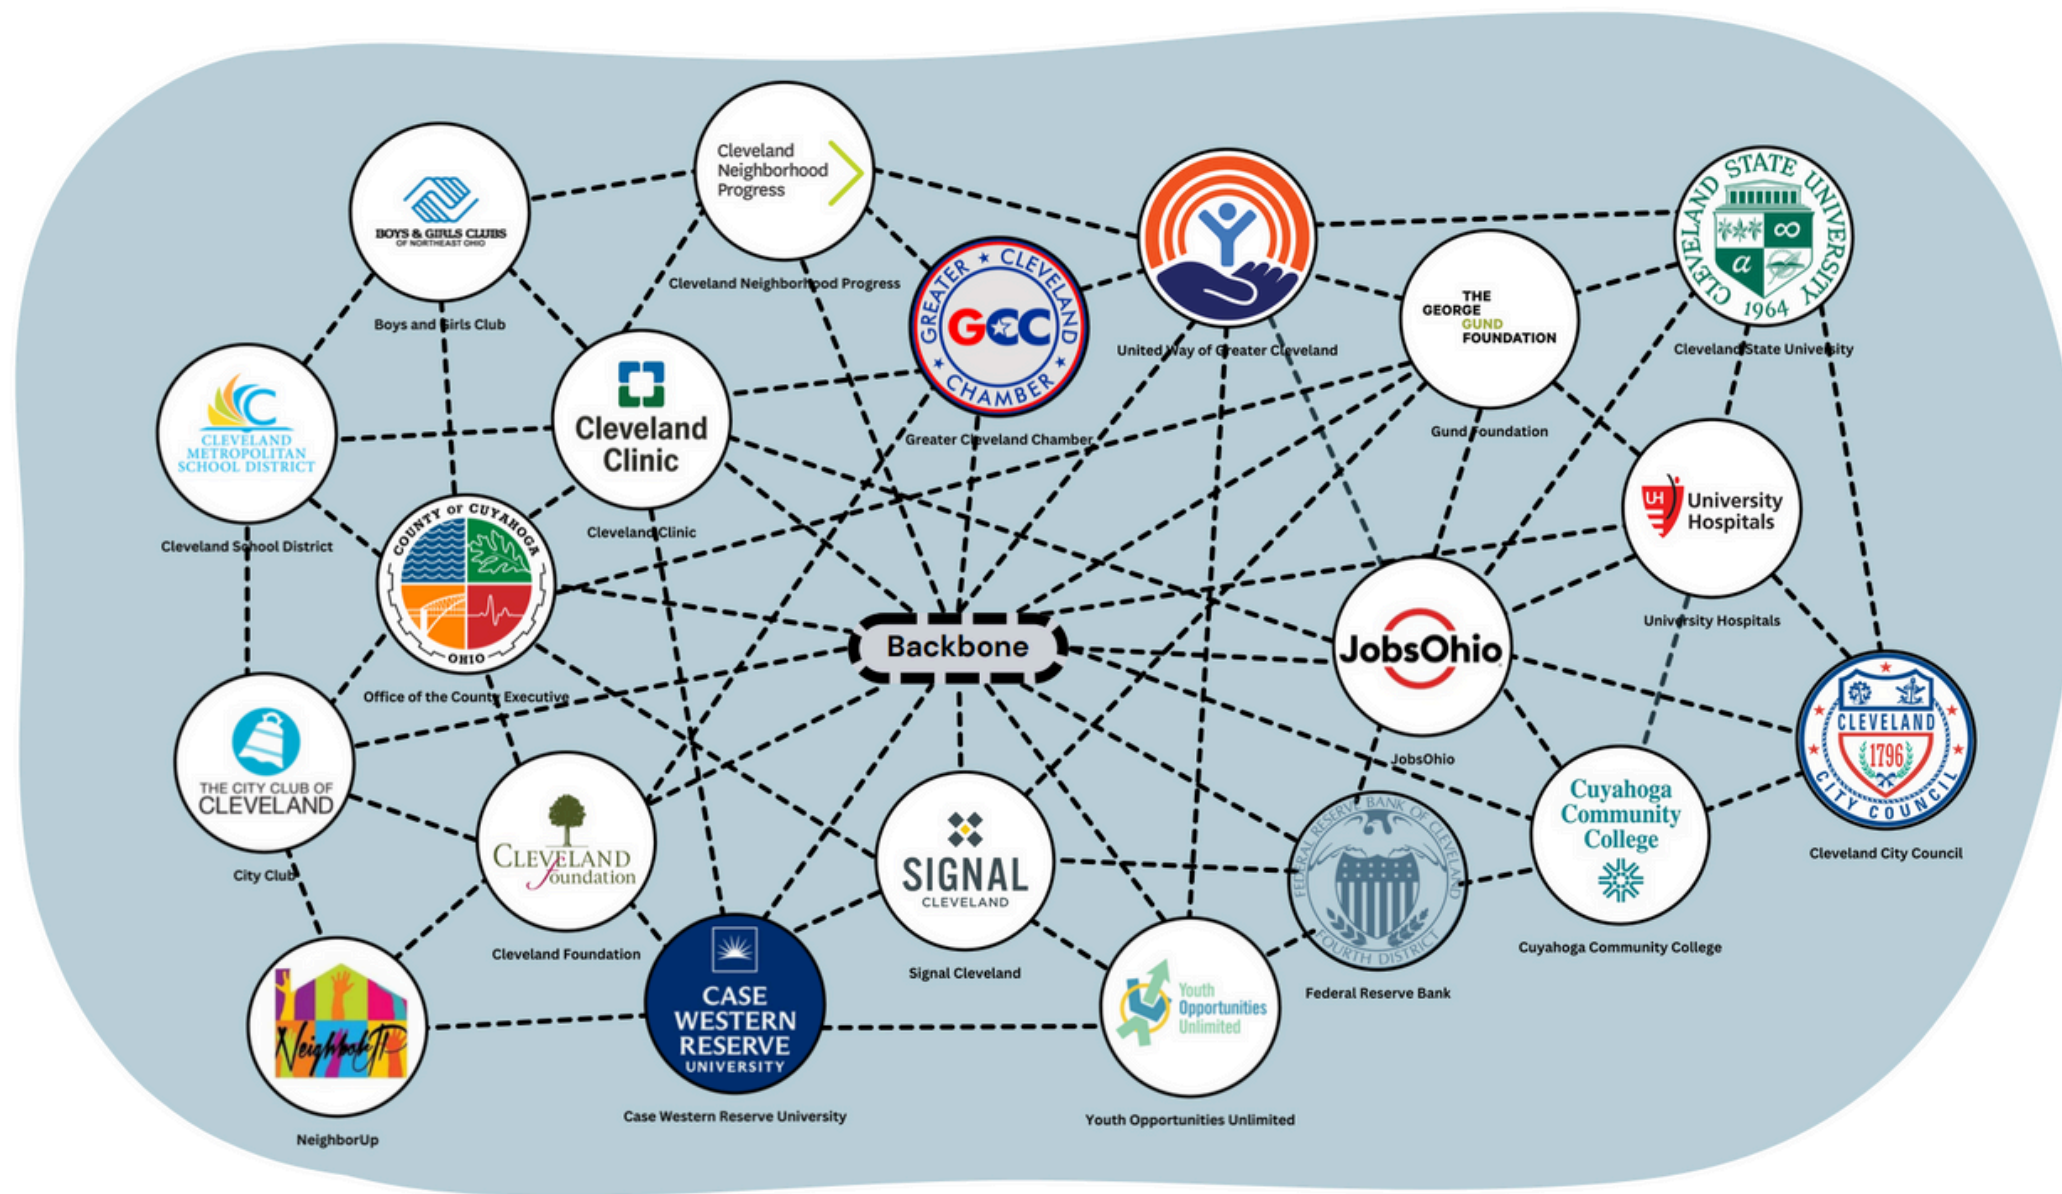 Cleveland
Neighborhood
Progress
Cleveland Neighborhood Progress
BOYS & GIRLS CLUBS
OF NORTHEAST OHIO
Boys and Girls Club
GREATER ★ CLEVELAND
GCC
★ CHAMBER ★
Greater Cleveland Chamber
United Way of Greater Cleveland
THE
GEORGE
GUND
FOUNDATION
Gund Foundation
CLEVELAND STATE UNIVERSITY
α
∞
1964
Cleveland State University
CLEVELAND
METROPOLITAN
SCHOOL DISTRICT
Cleveland School District
Cleveland
Clinic
Cleveland Clinic
UH
University
Hospitals
University Hospitals
COUNTY OF CUYAHOGA
OHIO
Office of the County Executive
Backbone
JobsOhio
JobsOhio
CLEVELAND
1796
CITY COUNCIL
Cleveland City Council
THE CITY CLUB OF
CLEVELAND
City Club
CLEVELAND
foundation
Cleveland Foundation
SIGNAL
CLEVELAND
Signal Cleveland
FEDERAL RESERVE BANK OF CLEVELAND
FOURTH DISTRICT
Federal Reserve Bank
Cuyahoga
Community
College
Cuyahoga Community College
NeighborUP
NeighborUp
CASE
WESTERN
RESERVE
UNIVERSITY
Case Western Reserve University
Youth
Opportunities
Unlimited
Youth Opportunities Unlimited